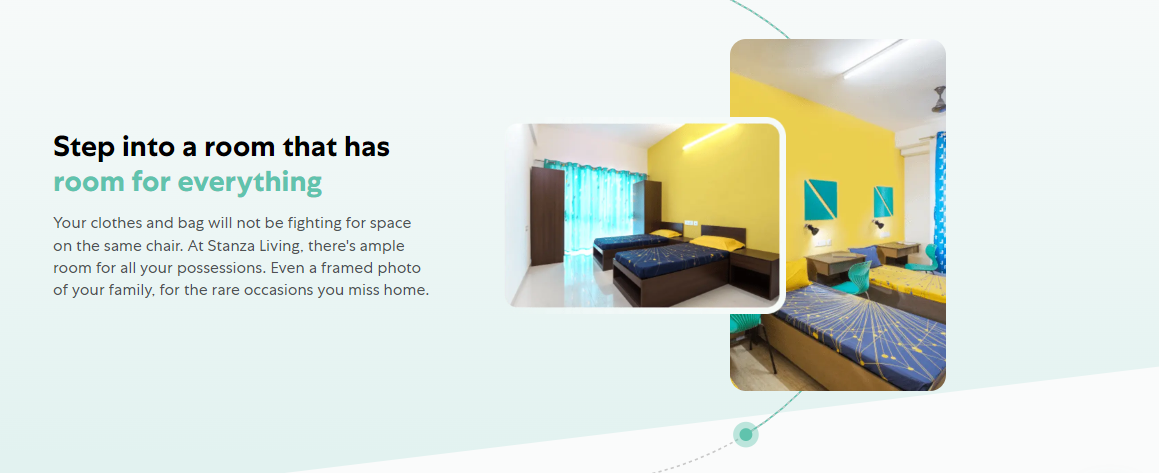 Step into a room that has
room for everything
Your clothes and bag will not be fighting for space
on the same chair. At Stanza Living, there's ample
room for all your possessions. Even a framed photo
of your family, for the rare occasions you miss home.